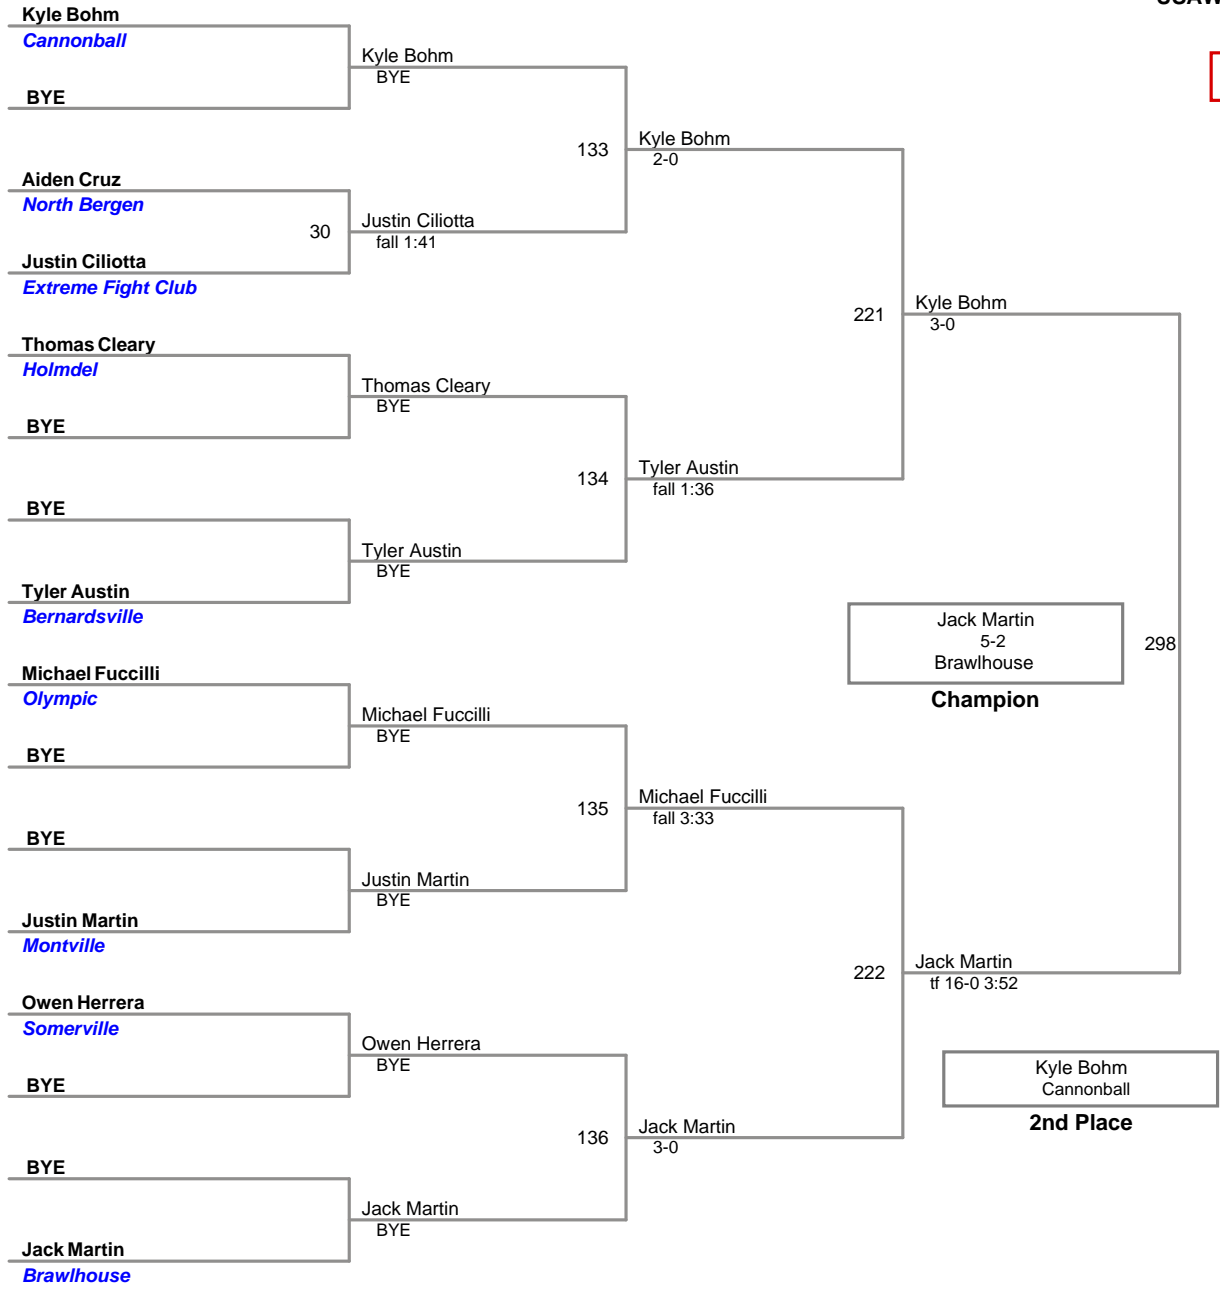 Kyle Bohm
Cannonball
Kyle Bohm
BYE
BYE
133
Kyle Bohm
2-0
Aiden Cruz
North Bergen
30
Justin Ciliotta
fall 1:41
Justin Ciliotta
Extreme Fight Club
221
Kyle Bohm
3-0
Thomas Cleary
Holmdel
Thomas Cleary
BYE
BYE
134
Tyler Austin
fall 1:36
BYE
Tyler Austin
BYE
Tyler Austin
Bernardsville
Jack Martin
5-2
Brawlhouse
298
Champion
Michael Fuccilli
Olympic
Michael Fuccilli
BYE
BYE
135
Michael Fuccilli
fall 3:33
BYE
Justin Martin
BYE
Justin Martin
Montville
222
Jack Martin
tf 16-0 3:52
Owen Herrera
Somerville
Owen Herrera
BYE
BYE
Kyle Bohm
Cannonball
2nd Place
136
Jack Martin
3-0
BYE
Jack Martin
BYE
Jack Martin
Brawlhouse